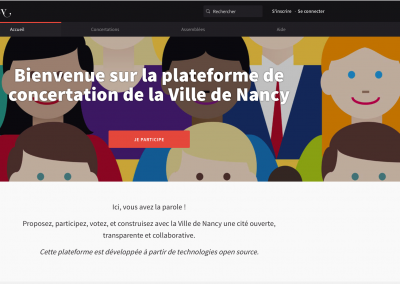 Rechercher
S'inscrire · Se connecter
Accueil
Concertations
Assemblées
Aide
Bienvenue sur la plateforme de
concertation de la Ville de Nancy
JE PARTICIPE
Ici, vous avez la parole !
Proposez, participez, votez, et construisez avec la Ville de Nancy une cité ouverte,
transparente et collaborative.
Cette plateforme est développée à partir de technologies open source.